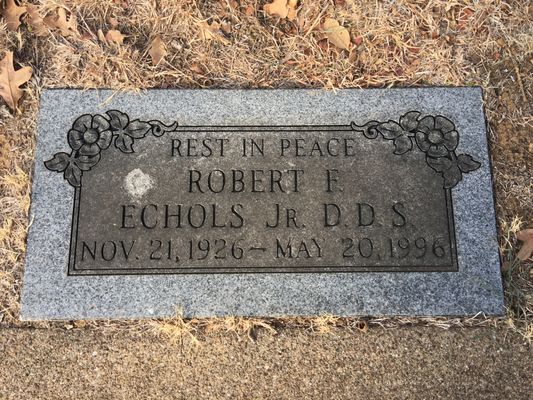 REST IN PEACE
ROBERT F.
ECHOLS JR. D.D.S.
NOV. 21, 1926 — MAY 20, 1996